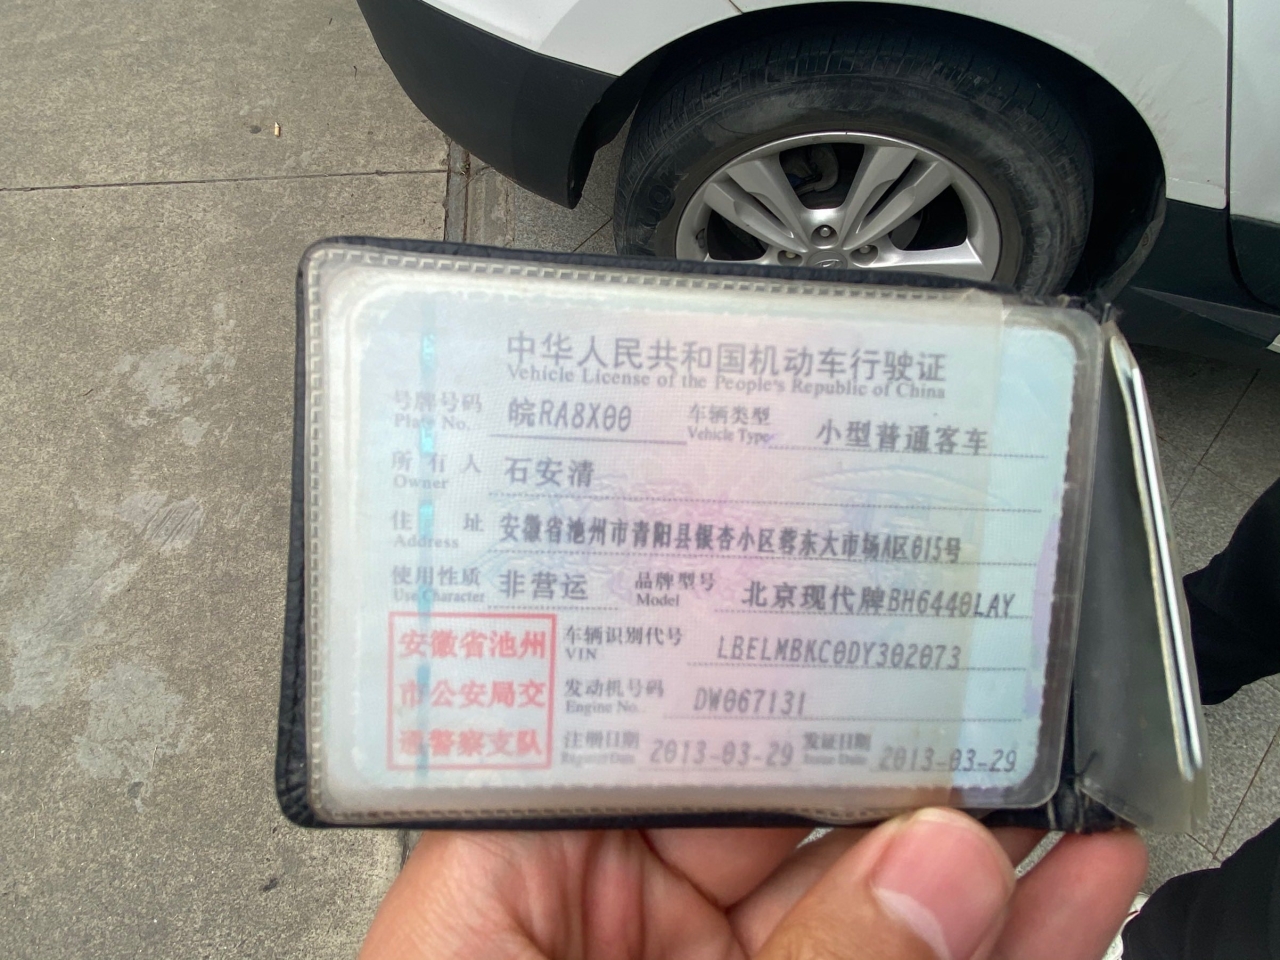 中华人民共和国机动车行驶证
Vehicle License of the People's Republic of China
号牌号码 皖RA8X00 车辆类型 小型普通客车
Plate No. Vehicle Type
所有人 石安清
Owner
住址 安徽省池州市青阳县银杏小区蓉东大市场A区015号
Address
使用性质 非营运 品牌型号 北京现代牌BH6440LAY
Use Character Model
安徽省池州 车辆识别代号 LBELMBKC0DY302073
VIN
市公安局交 发动机号码 DW067131
Engine No.
通警察支队 注册日期 2013-03-29 发证日期 2013-03-29
Register Date Issue Date